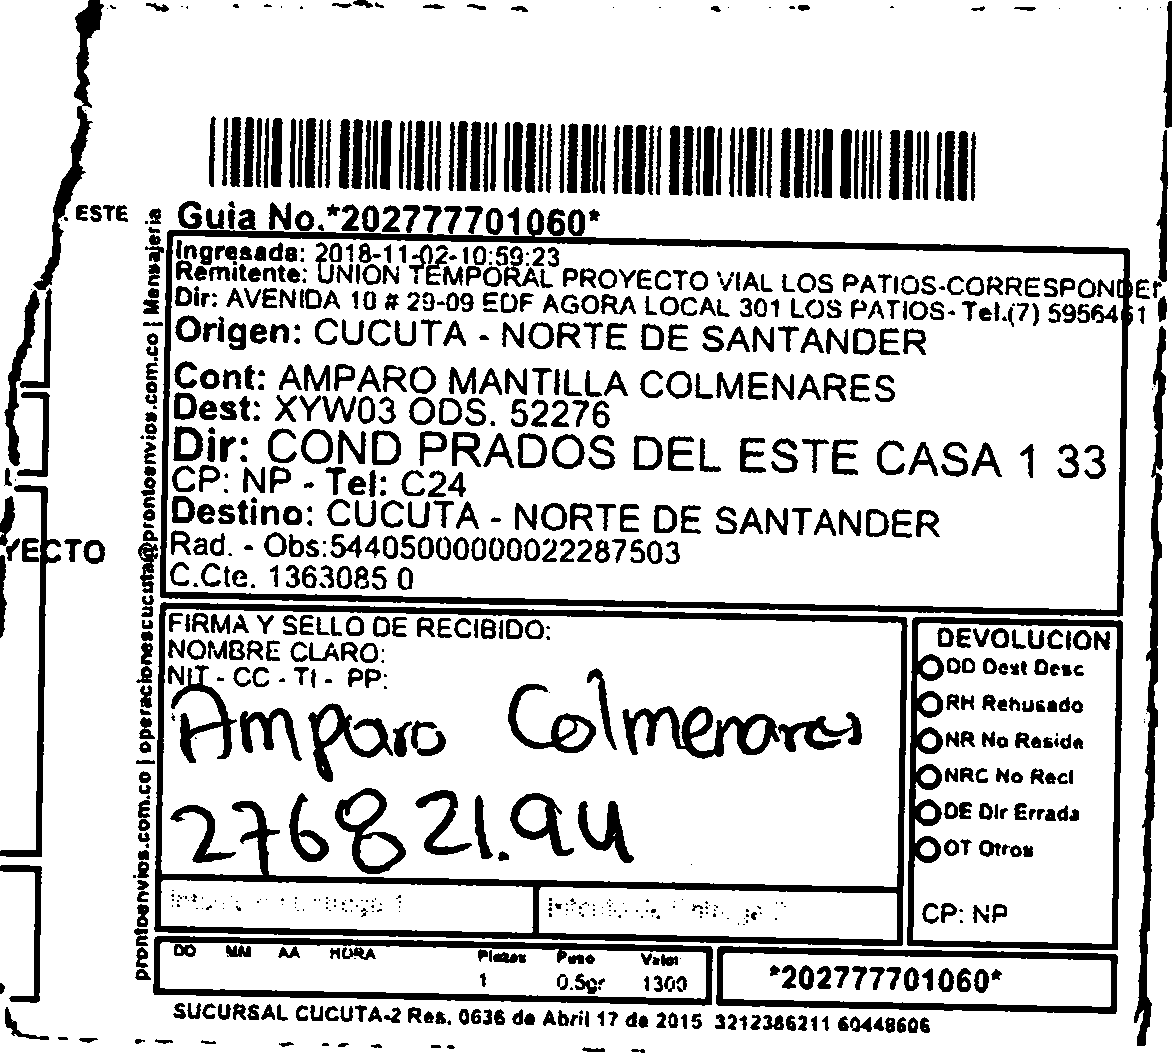 . ESTE
Guia No.*202777701060*
Ingresada: 2018-11-02-10:59:23
Remitente: UNION TEMPORAL PROYECTO VIAL LOS PATIOS-CORRESPONDE
Dir: AVENIDA 10 # 29-09 EDF AGORA LOCAL 301 LOS PATIOS- Tel.(7) 5956461
Origen: CUCUTA - NORTE DE SANTANDER
Cont: AMPARO MANTILLA COLMENARES
Dest: XYW03 ODS. 52276
Dir: COND PRADOS DEL ESTE CASA 1 33
CP: NP - Tel: C24
Destino: CUCUTA - NORTE DE SANTANDER
Rad. - Obs:54405000000022287503
C.Cte. 1363085 0
YECTO
prontoenvios.com.co | operacionescucuta@prontoenvios.com.co | Mensajeria
FIRMA Y SELLO DE RECIBIDO:
NOMBRE CLARO:
NIT - CC - TI - PP:
Amparo Colmenares
276821.94
DEVOLUCION
DD Dest Desc
RH Rehusado
NR No Reside
NRC No Recl
DE Dir Errada
OT Otros
CP: NP
DD MM AA HORA
Piezas Peso Valor
1 0.5gr 1300
*202777701060*
SUCURSAL CUCUTA-2 Res. 0636 de Abril 17 de 2015 3212386211 60448606